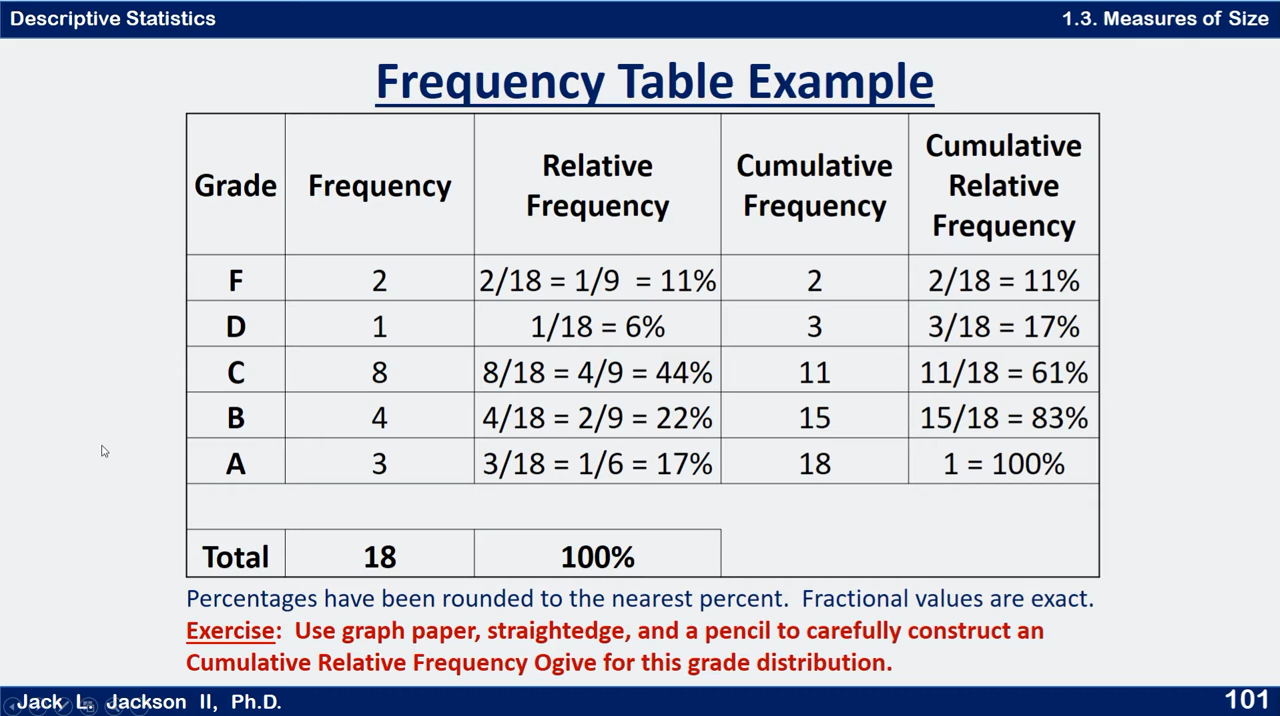 Descriptive Statistics 1.3. Measures of Size
Frequency Table Example
Grade Frequency Relative Frequency Cumulative Frequency Cumulative Relative Frequency
F 2 2/18 = 1/9 = 11% 2 2/18 = 11%
D 1 1/18 = 6% 3 3/18 = 17%
C 8 8/18 = 4/9 = 44% 11 11/18 = 61%
B 4 4/18 = 2/9 = 22% 15 15/18 = 83%
A 3 3/18 = 1/6 = 17% 18 1 = 100%
Total 18 100%
Percentages have been rounded to the nearest percent. Fractional values are exact.
Exercise: Use graph paper, straightedge, and a pencil to carefully construct an
Cumulative Relative Frequency Ogive for this grade distribution.
Jack L. Jackson II, Ph.D. 101